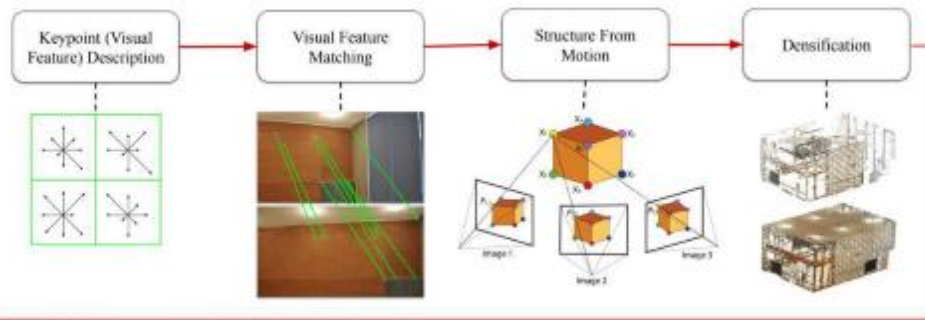 Keypoint (Visual
Feature) Description
Visual Feature
Matching
Structure From
Motion
Densification
Image 1
Image 2
Image 3